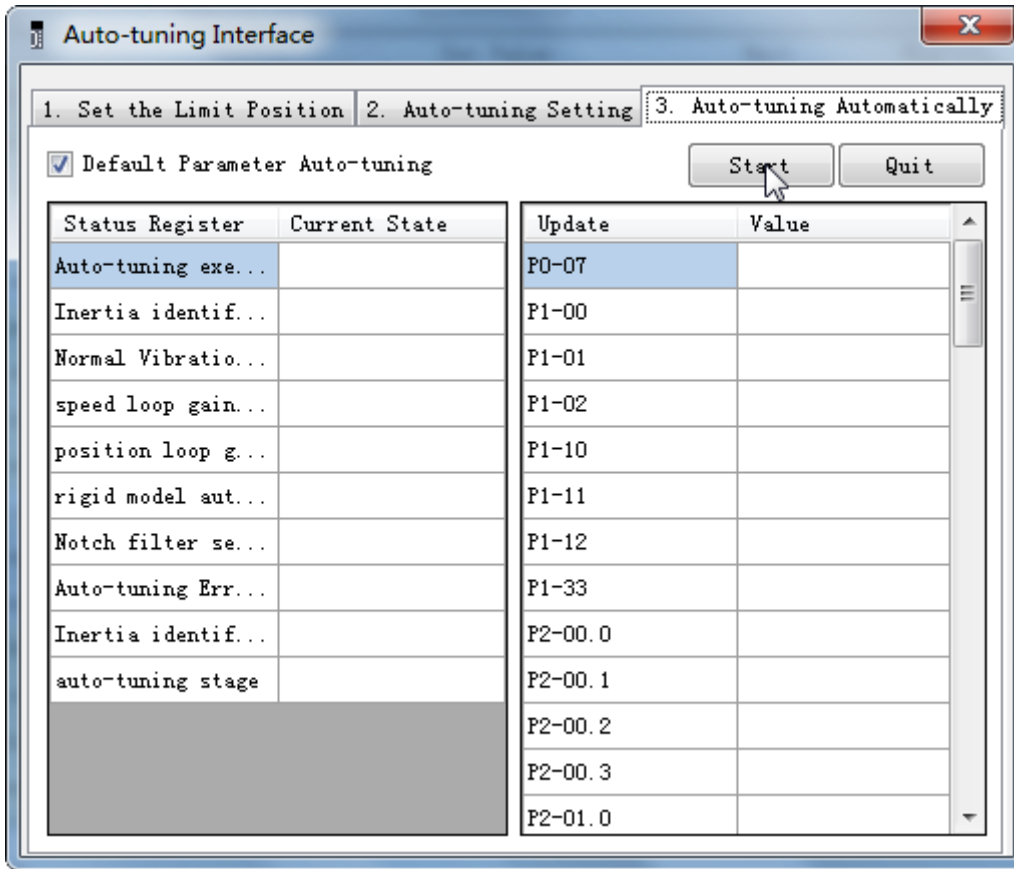 Auto-tuning Interface
1. Set the Limit Position 2. Auto-tuning Setting 3. Auto-tuning Automatically
Default Parameter Auto-tuning Start Quit
Status Register Current State Update Value
Auto-tuning exe... P0-07
Inertia identif... P1-00
Normal Vibratio... P1-01
speed loop gain... P1-02
position loop g... P1-10
rigid model aut... P1-11
Notch filter se... P1-12
Auto-tuning Err... P1-33
Inertia identif... P2-00.0
auto-tuning stage P2-00.1
P2-00.2
P2-00.3
P2-01.0